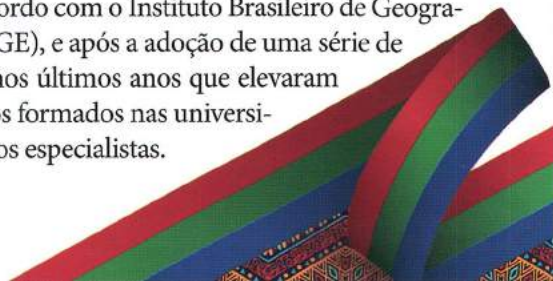 ordo com o Instituto Brasileiro de Geogra-
GE), e após a adoção de uma série de
nos últimos anos que elevaram
s formados nas universi-
os especialistas.